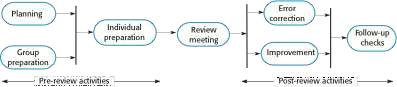 Planning
Group
preparation
Individual
preparation
Review
meeting
Error
correction
Improvement
Follow-up
checks
Pre-review activities
Post-review activities